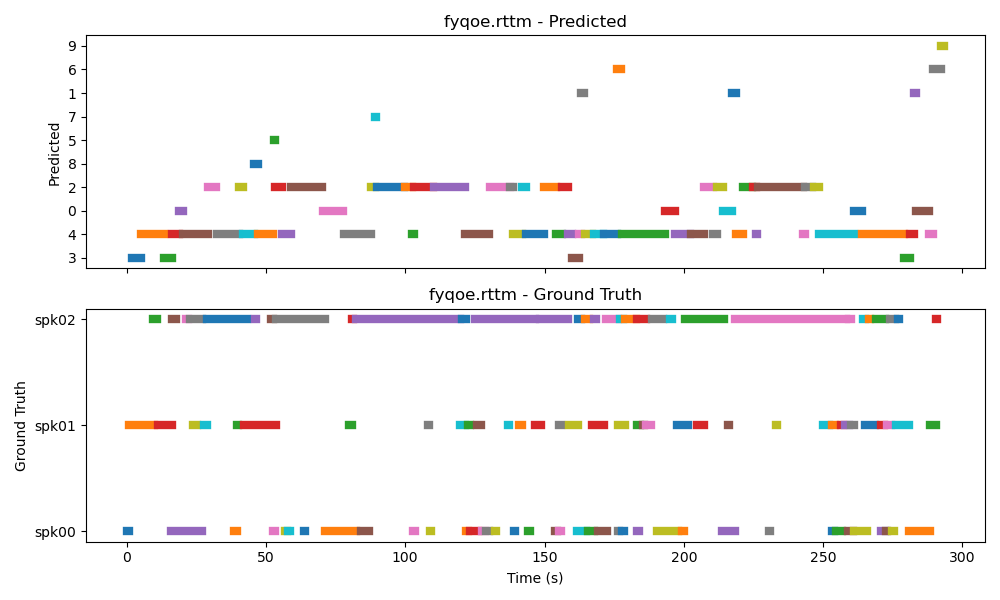 fyqoe.rttm - Predicted
9
6
1
7
5
8
2
0
4
3
Predicted
fyqoe.rttm - Ground Truth
spk02
spk01
spk00
Ground Truth
0 50 100 150 200 250 300
Time (s)